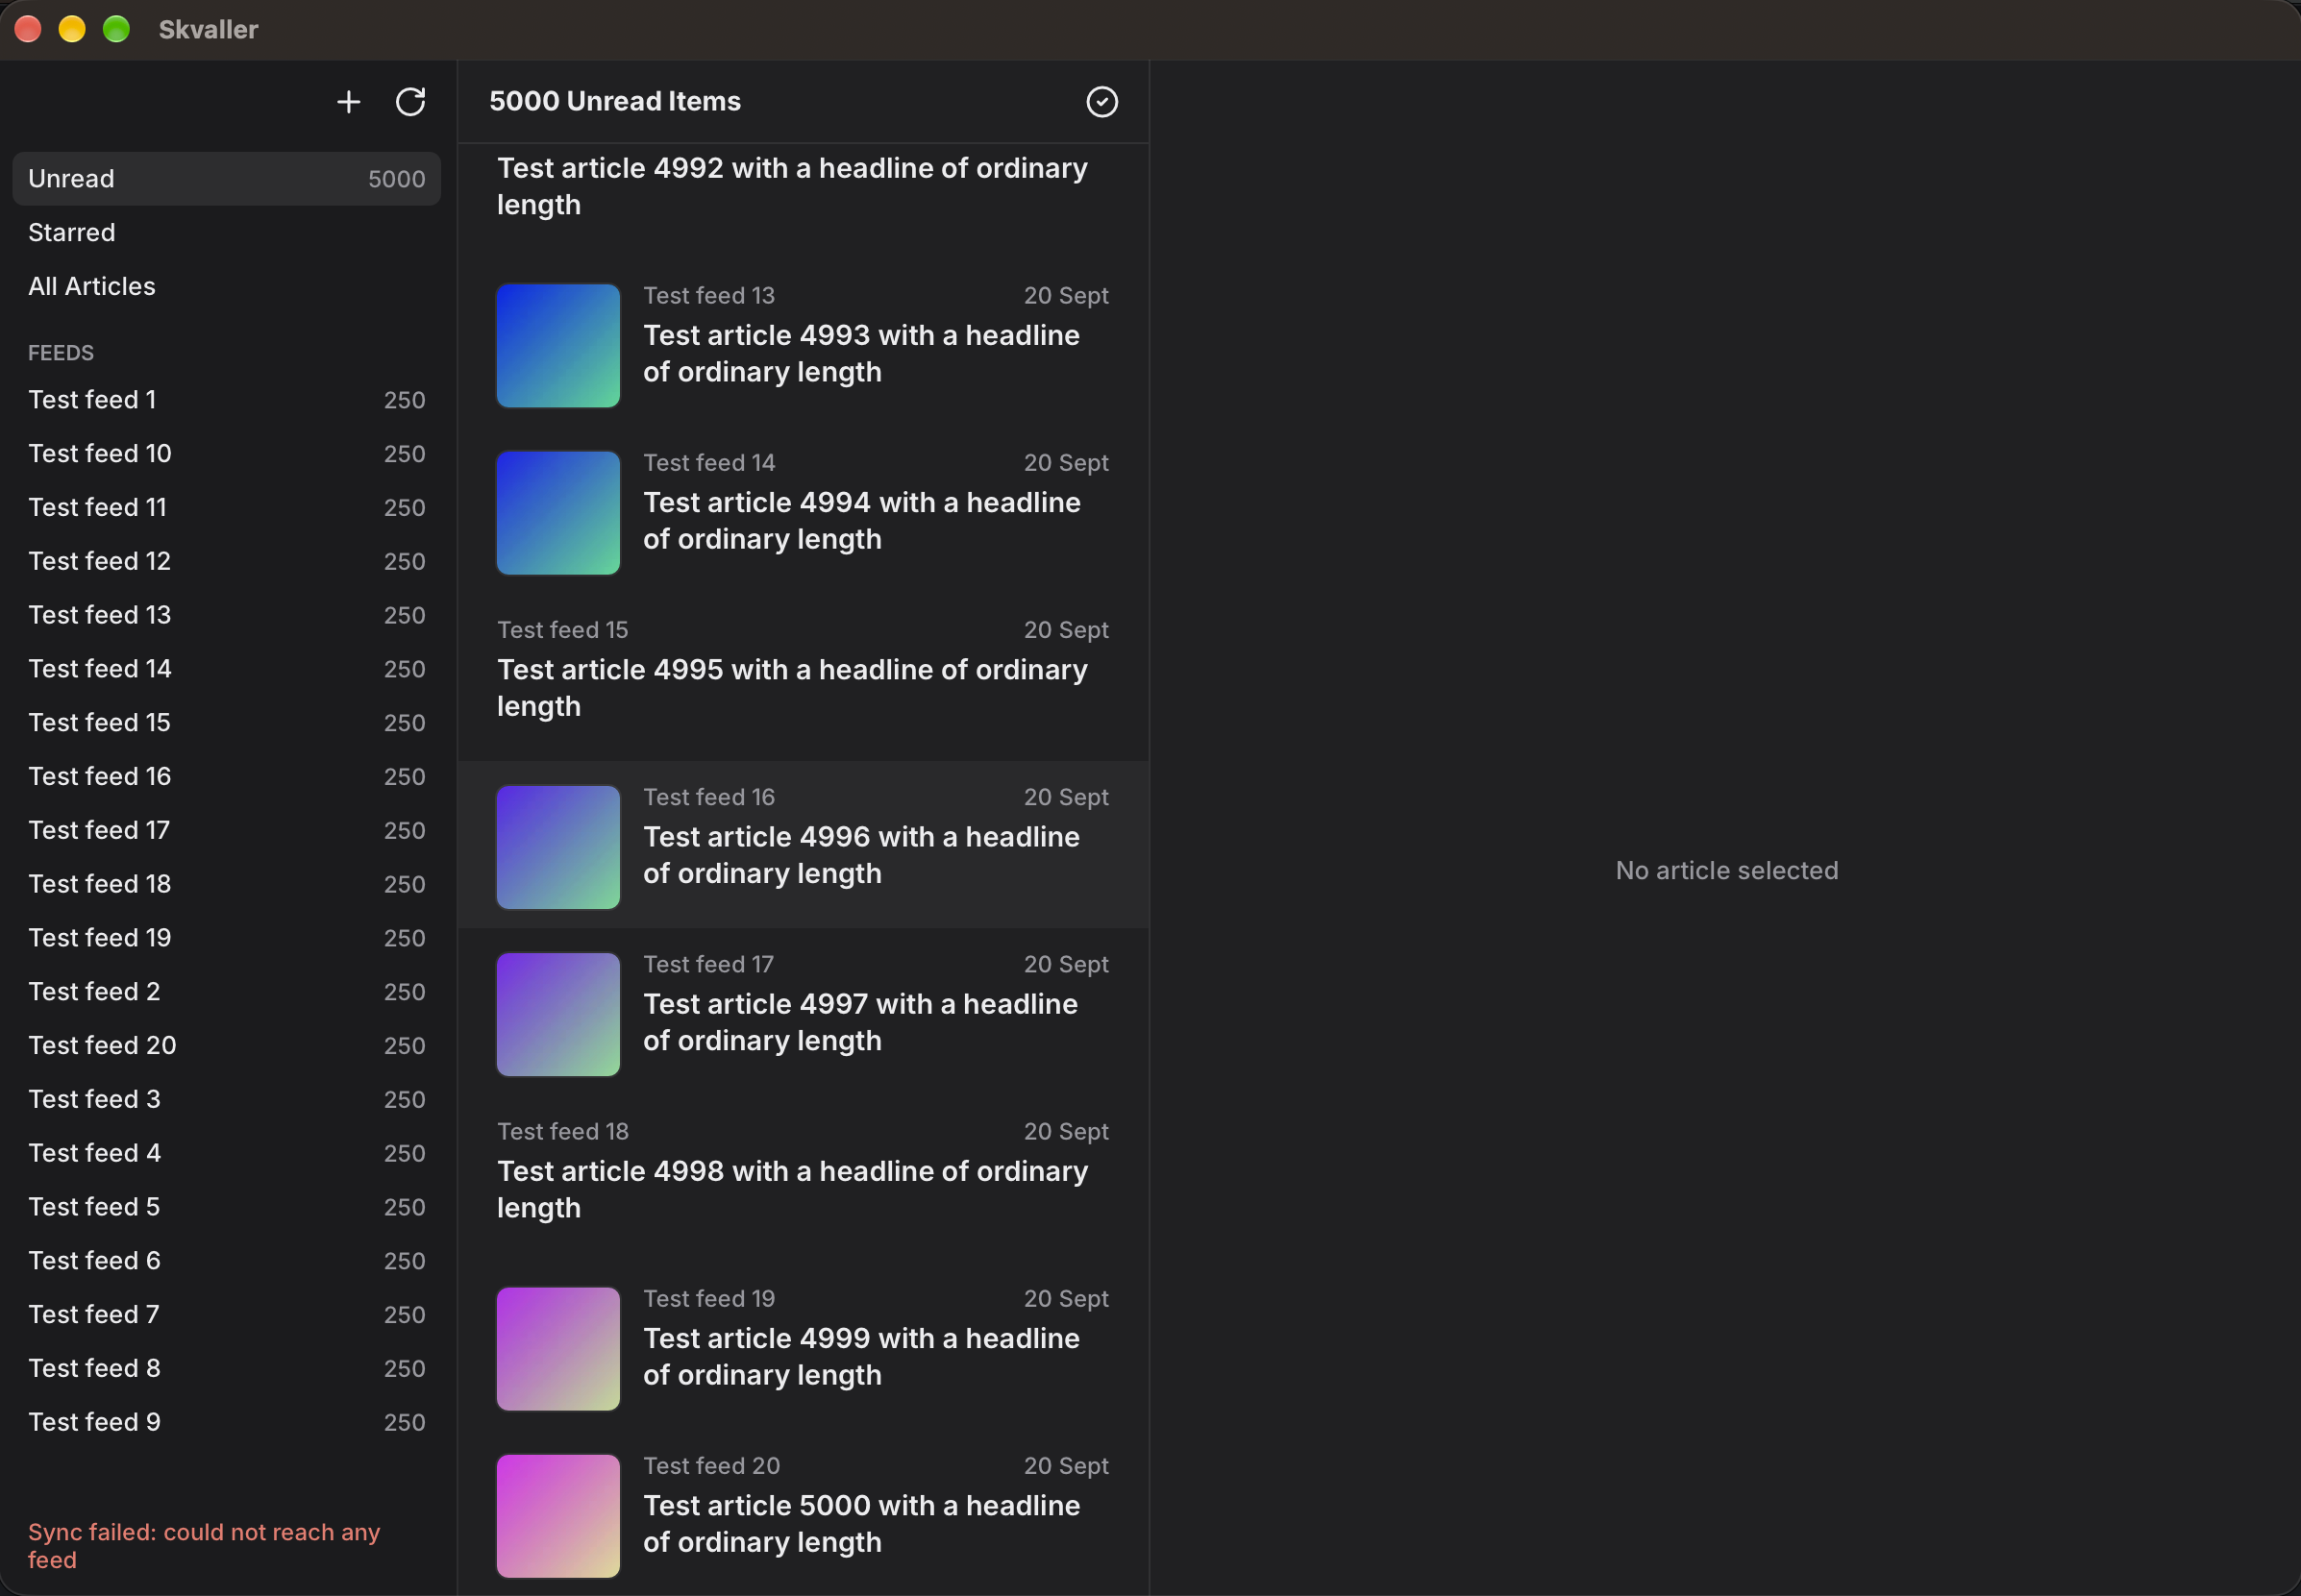 Skvaller
Unread 5000
Starred
All Articles
FEEDS
Test feed 1 250
Test feed 10 250
Test feed 11 250
Test feed 12 250
Test feed 13 250
Test feed 14 250
Test feed 15 250
Test feed 16 250
Test feed 17 250
Test feed 18 250
Test feed 19 250
Test feed 2 250
Test feed 20 250
Test feed 3 250
Test feed 4 250
Test feed 5 250
Test feed 6 250
Test feed 7 250
Test feed 8 250
Test feed 9 250
Sync failed: could not reach any
feed
5000 Unread Items
Test article 4992 with a headline of ordinary
length
Test feed 13 20 Sept
Test article 4993 with a headline
of ordinary length
Test feed 14 20 Sept
Test article 4994 with a headline
of ordinary length
Test feed 15 20 Sept
Test article 4995 with a headline of ordinary
length
Test feed 16 20 Sept
Test article 4996 with a headline
of ordinary length
Test feed 17 20 Sept
Test article 4997 with a headline
of ordinary length
Test feed 18 20 Sept
Test article 4998 with a headline of ordinary
length
Test feed 19 20 Sept
Test article 4999 with a headline
of ordinary length
Test feed 20 20 Sept
Test article 5000 with a headline
of ordinary length
No article selected